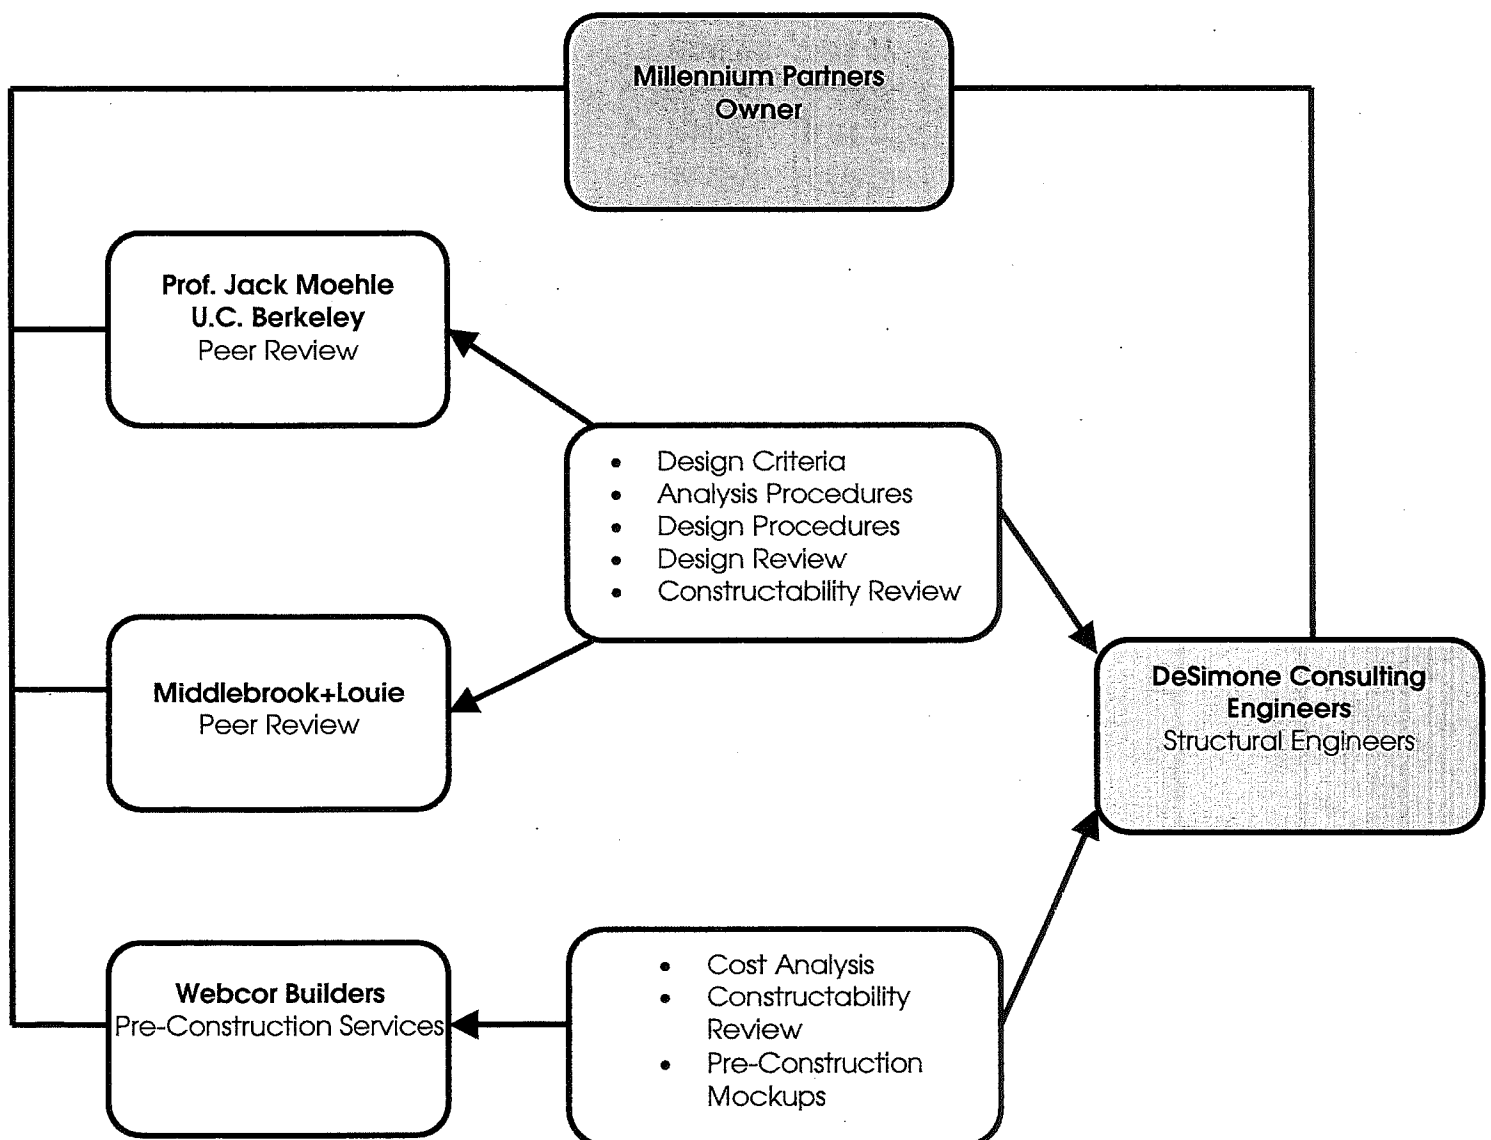 Millennium Partners
Owner
Prof. Jack Moehle
U.C. Berkeley
Peer Review
• Design Criteria
• Analysis Procedures
• Design Procedures
• Design Review
• Constructability Review
Middlebrook+Louie
Peer Review
DeSimone Consulting
Engineers
Structural Engineers
Webcor Builders
Pre-Construction Services
• Cost Analysis
• Constructability
Review
• Pre-Construction
Mockups